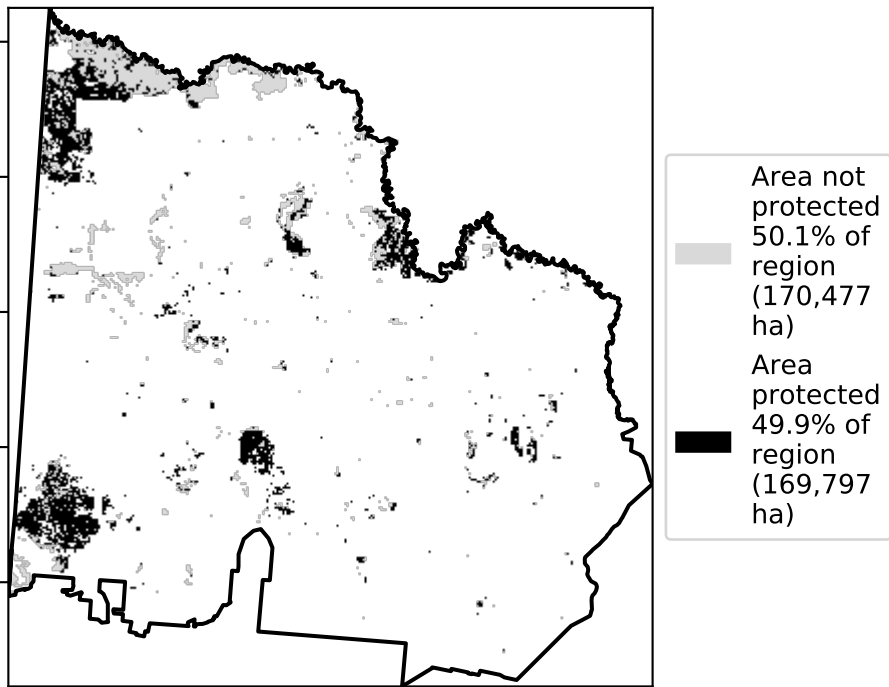 Area not
protected
50.1% of
region
(170,477
ha)
Area
protected
49.9% of
region
(169,797
ha)